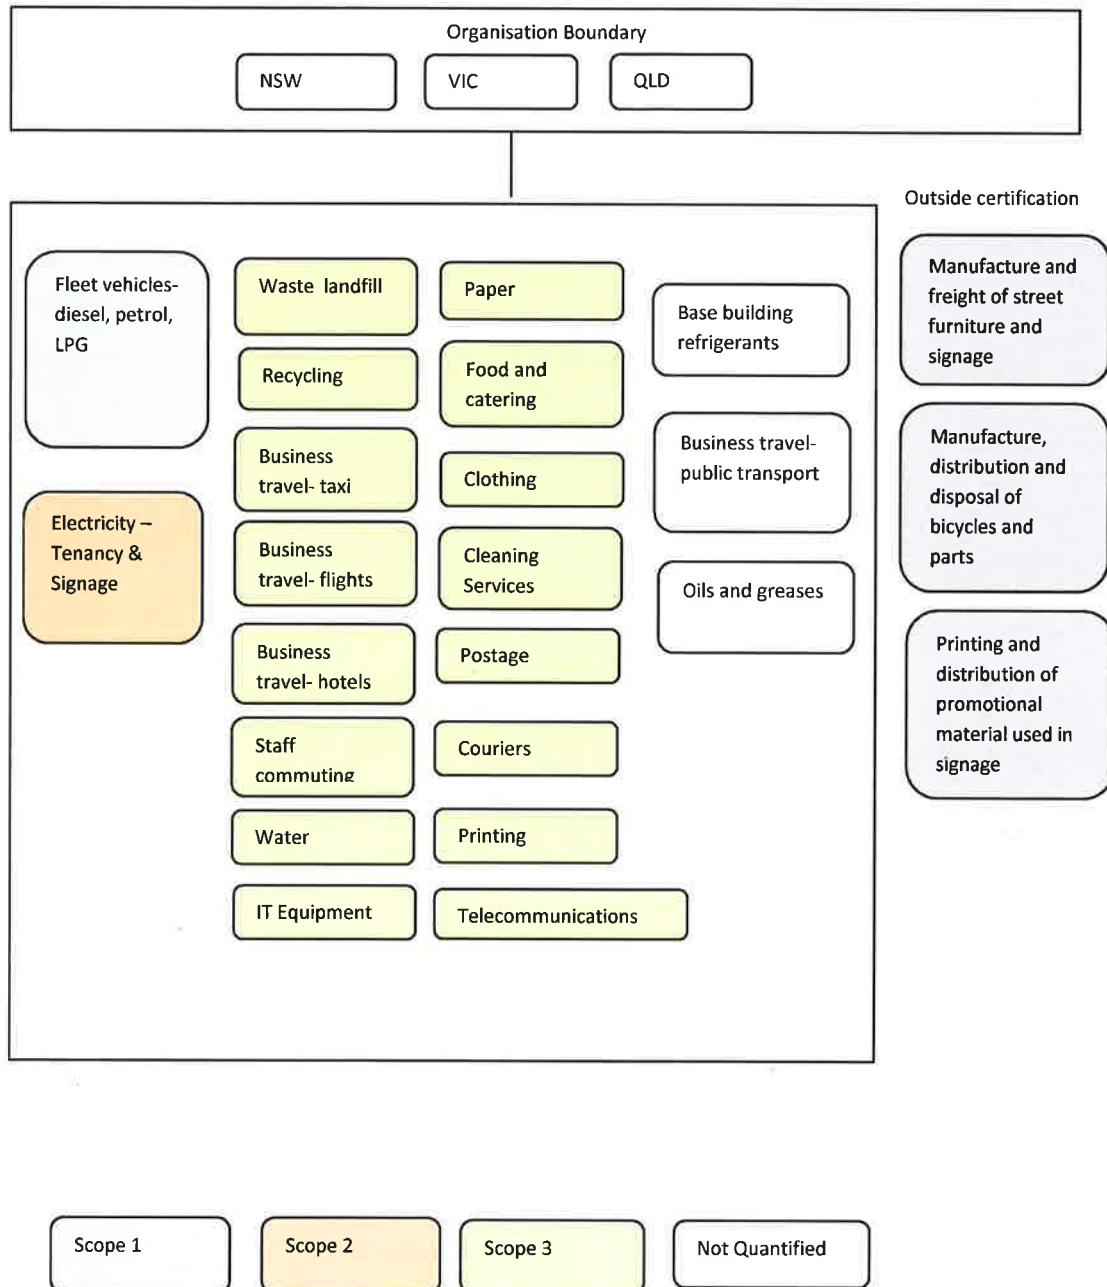 Organisation Boundary
NSW
VIC
QLD
Outside certification
Fleet vehicles-
diesel, petrol,
LPG
Electricity –
Tenancy &
Signage
Waste landfill
Recycling
Business
travel- taxi
Business
travel- flights
Business
travel- hotels
Staff
commuting
Water
IT Equipment
Paper
Food and
catering
Clothing
Cleaning
Services
Postage
Couriers
Printing
Telecommunications
Base building
refrigerants
Business travel-
public transport
Oils and greases
Manufacture and
freight of street
furniture and
signage
Manufacture,
distribution and
disposal of
bicycles and
parts
Printing and
distribution of
promotional
material used in
signage
Scope 1
Scope 2
Scope 3
Not Quantified